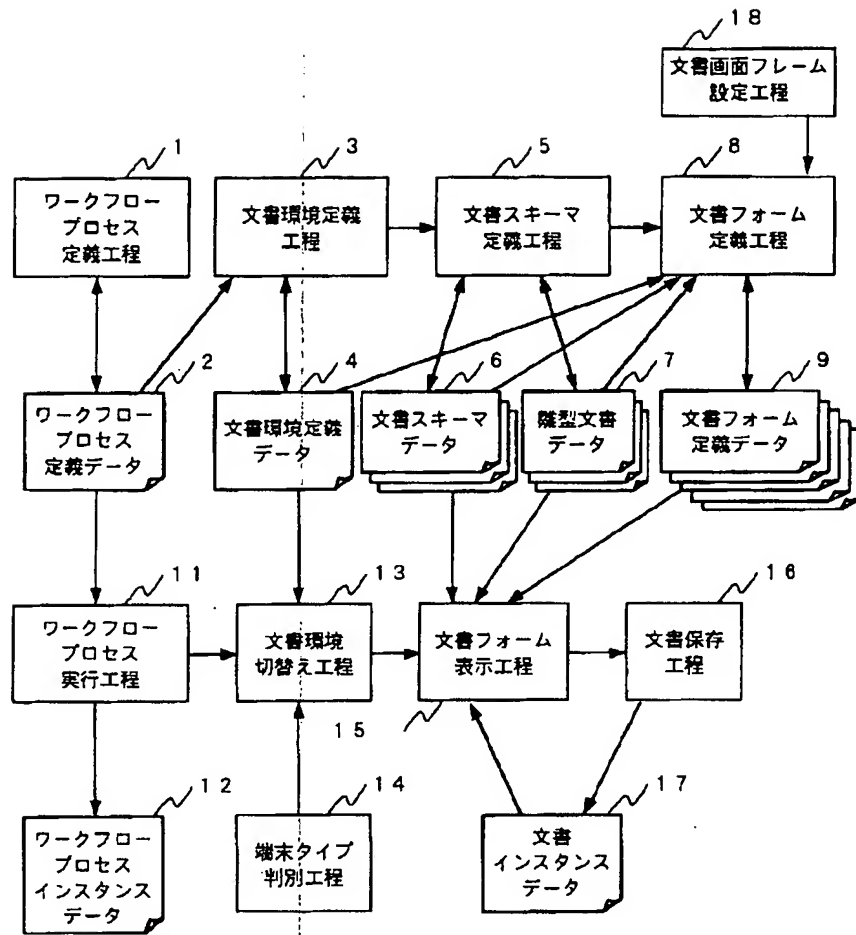 18
文書画面フレーム
設定工程
1
ワークフロー
プロセス
定義工程
3
文書環境定義
工程
5
文書スキーマ
定義工程
8
文書フォーム
定義工程
2
ワークフロー
プロセス
定義データ
4
文書環境定義
データ
6
文書スキーマ
データ
7
雛型文書
データ
9
文書フォーム
定義データ
11
ワークフロー
プロセス
実行工程
13
文書環境
切替え工程
文書フォーム
表示工程
15
16
文書保存
工程
12
ワークフロー
プロセス
インスタンス
データ
14
端末タイプ
判別工程
17
文書
インスタンス
データ